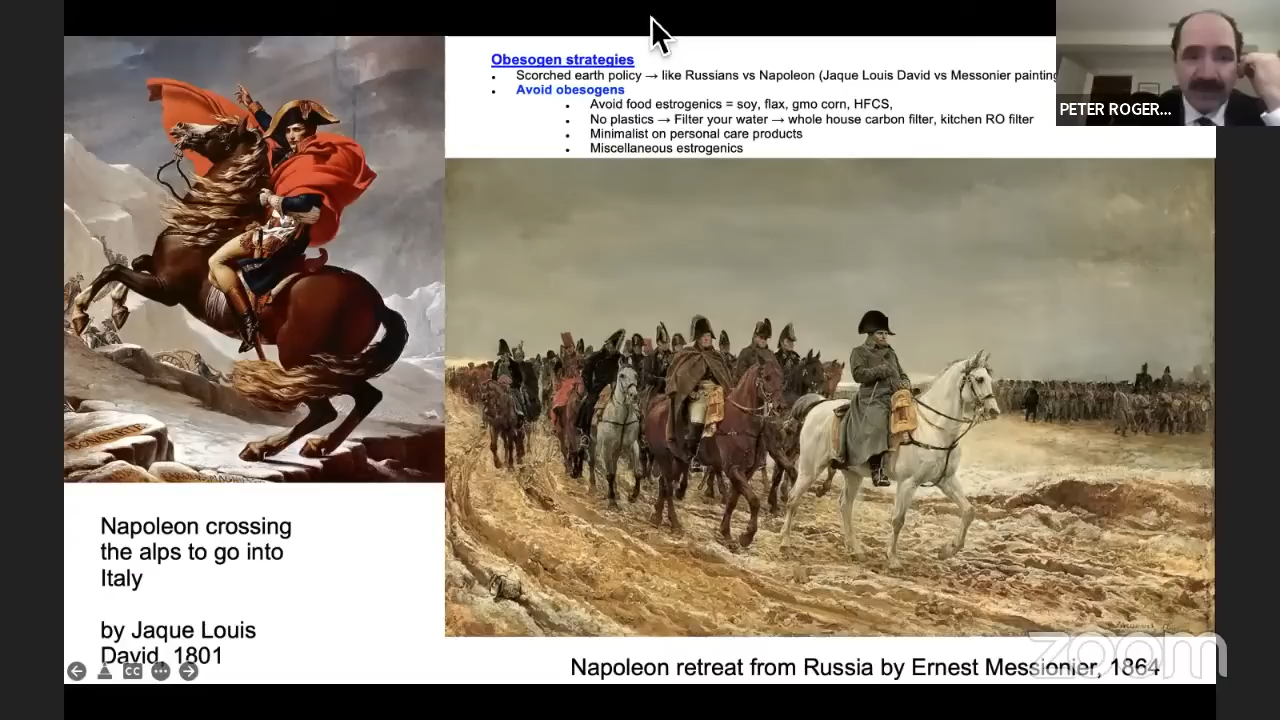 Obesogen strategies
• Scorched earth policy → like Russians vs Napoleon (Jaque Louis David vs Messonier painting
• Avoid obesogens
• Avoid food estrogenics = soy, flax, gmo corn, HFCS,
• No plastics → Filter your water → whole house carbon filter, kitchen RO filter
• Minimalist on personal care products
• Miscellaneous estrogenics
PETER ROGER...
BONAPARTE
Napoleon crossing
the alps to go into
Italy
by Jaque Louis
David, 1801
CC
Napoleon retreat from Russia by Ernest Messionier, 1864
zoom